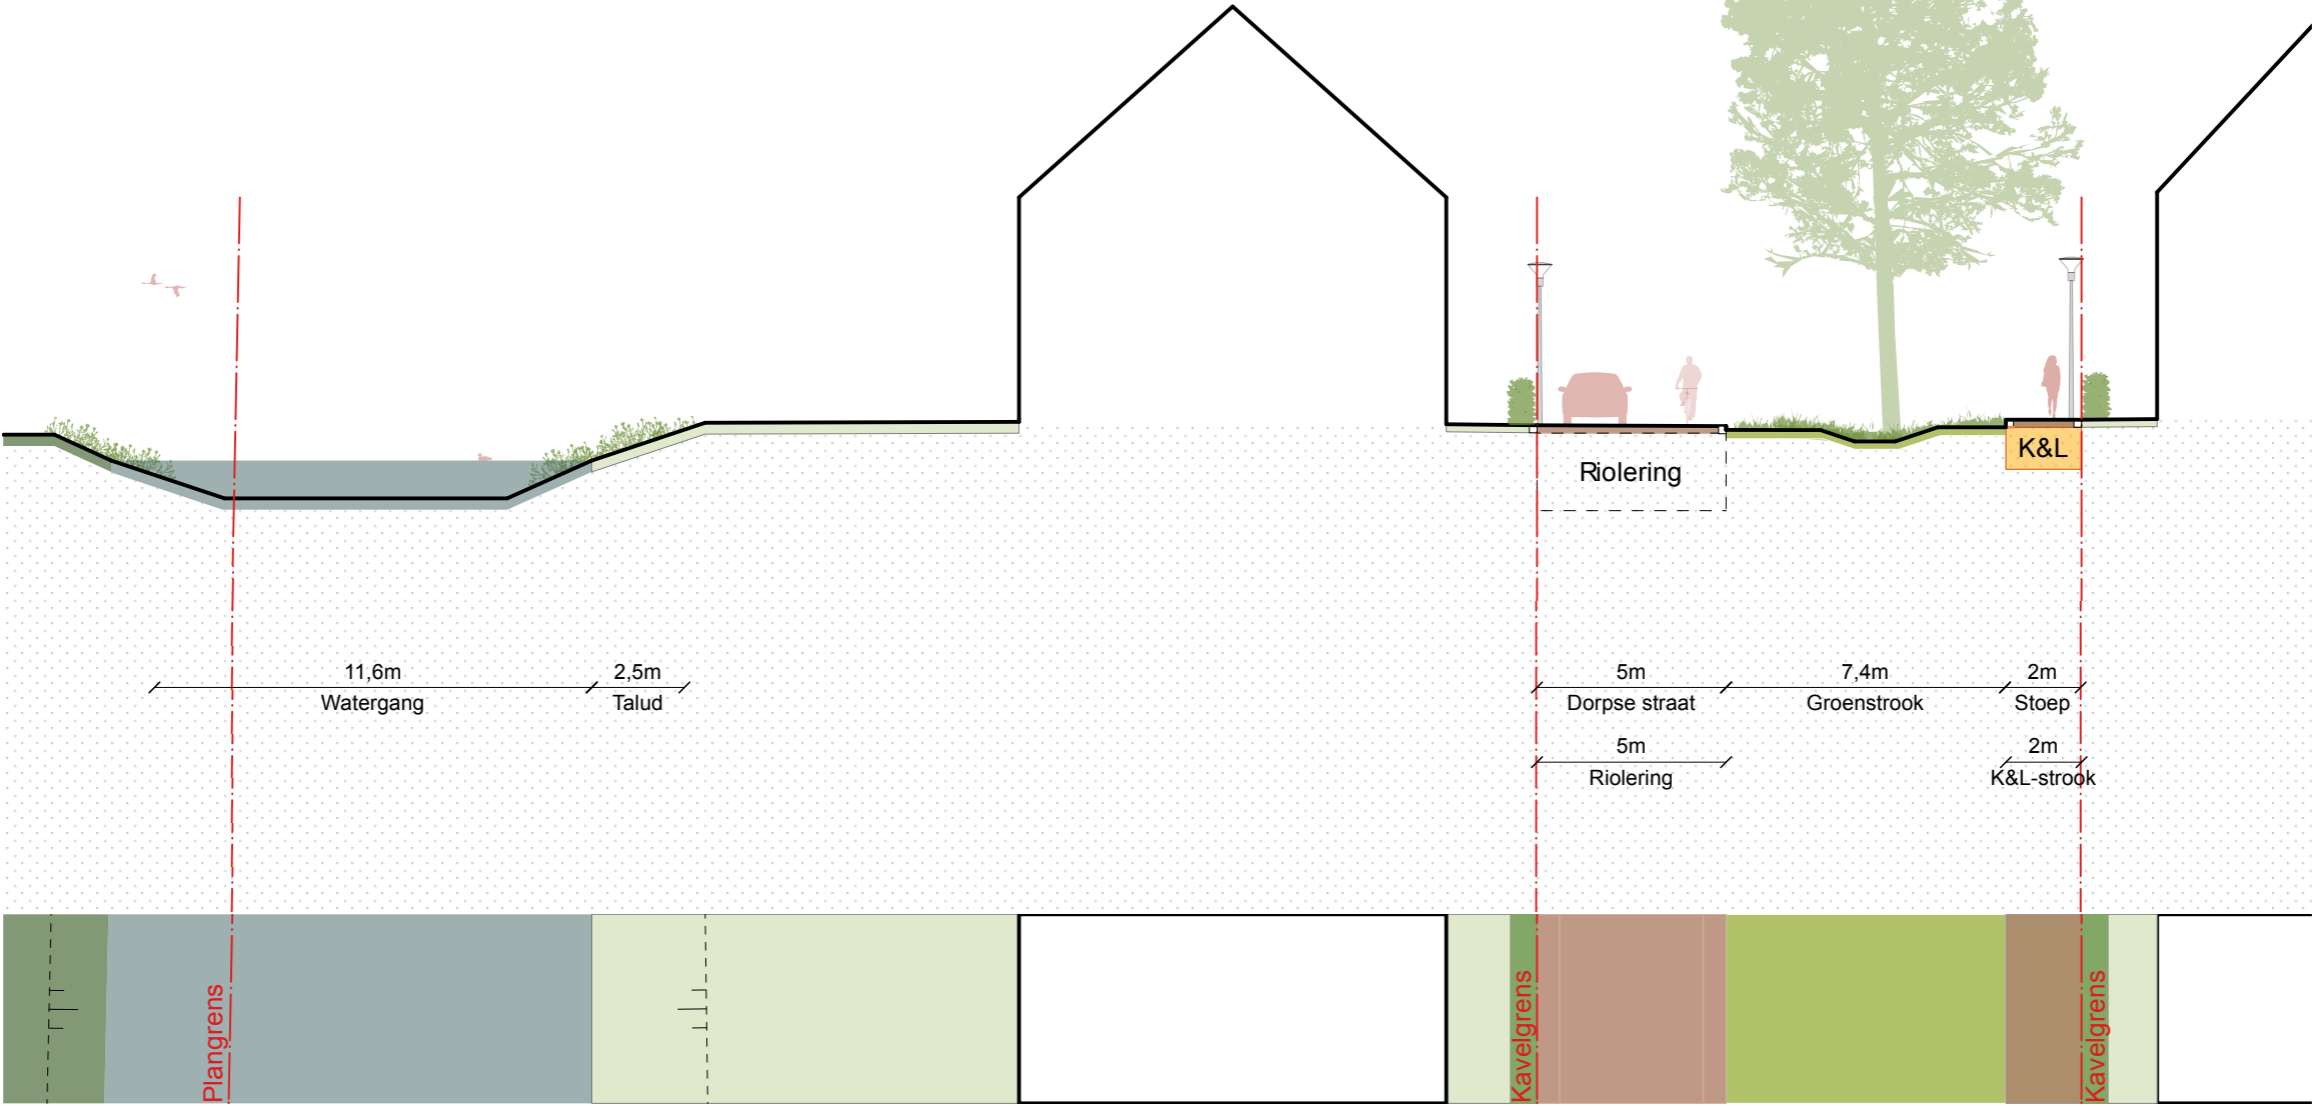 K&L
Riolering
11,6m
Watergang
2,5m
Talud
5m
Dorpse straat
7,4m
Groenstrook
2m
Stoep
5m
Riolering
2m
K&L-strook
Plangrens
Kavelgrens
Kavelgrens